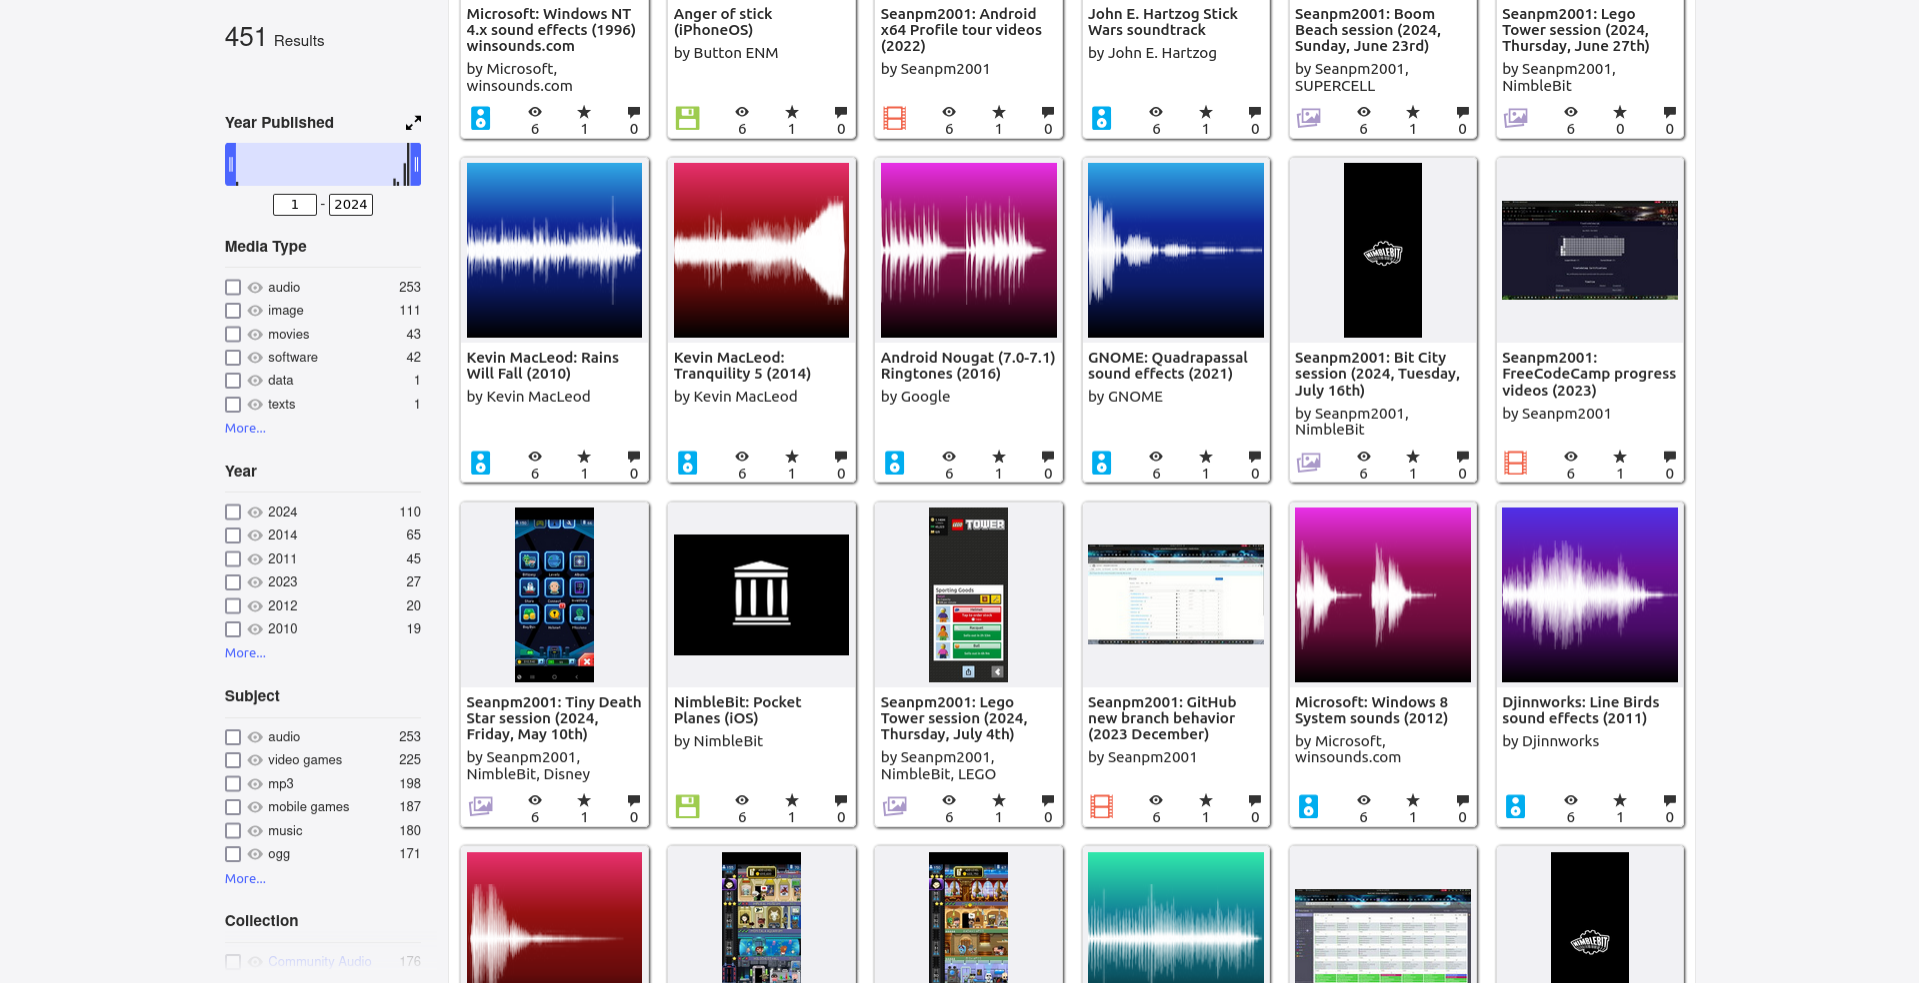 451 Results
Year Published
1 - 2024
Media Type
audio 253
image 111
movies 43
software 42
data 1
texts 1
More...
Year
2024 110
2014 65
2011 45
2023 27
2012 20
2010 19
More...
Subject
audio 253
video games 225
mp3 198
mobile games 187
music 180
ogg 171
More...
Collection
Community Audio 176
Microsoft: Windows NT
4.x sound effects (1996)
winsounds.com
by Microsoft,
winsounds.com
6 1 0
Anger of stick
(iPhoneOS)
by Button ENM
6 1 0
Seanpm2001: Android
x64 Profile tour videos
(2022)
by Seanpm2001
6 1 0
John E. Hartzog Stick
Wars soundtrack
by John E. Hartzog
6 1 0
Seanpm2001: Boom
Beach session (2024,
Sunday, June 23rd)
by Seanpm2001,
SUPERCELL
6 1 0
Seanpm2001: Lego
Tower session (2024,
Thursday, June 27th)
by Seanpm2001,
NimbleBit
6 0 0
Kevin MacLeod: Rains
Will Fall (2010)
by Kevin MacLeod
6 1 0
Kevin MacLeod:
Tranquility 5 (2014)
by Kevin MacLeod
6 1 0
Android Nougat (7.0-7.1)
Ringtones (2016)
by Google
6 1 0
GNOME: Quadrapassal
sound effects (2021)
by GNOME
6 1 0
NIMBLEBIT
Seanpm2001: Bit City
session (2024, Tuesday,
July 16th)
by Seanpm2001,
NimbleBit
6 1 0
Seanpm2001:
FreeCodeCamp progress
videos (2023)
by Seanpm2001
6 1 0
Seanpm2001: Tiny Death
Star session (2024,
Friday, May 10th)
by Seanpm2001,
NimbleBit, Disney
6 1 0
NimbleBit: Pocket
Planes (iOS)
by NimbleBit
6 1 0
LEGO TOWER
Sporting Goods
Seanpm2001: Lego
Tower session (2024,
Thursday, July 4th)
by Seanpm2001,
NimbleBit, LEGO
6 1 0
Seanpm2001: GitHub
new branch behavior
(2023 December)
by Seanpm2001
6 1 0
Microsoft: Windows 8
System sounds (2012)
by Microsoft,
winsounds.com
6 1 0
Djinnworks: Line Birds
sound effects (2011)
by Djinnworks
6 1 0
NIMBLEBIT